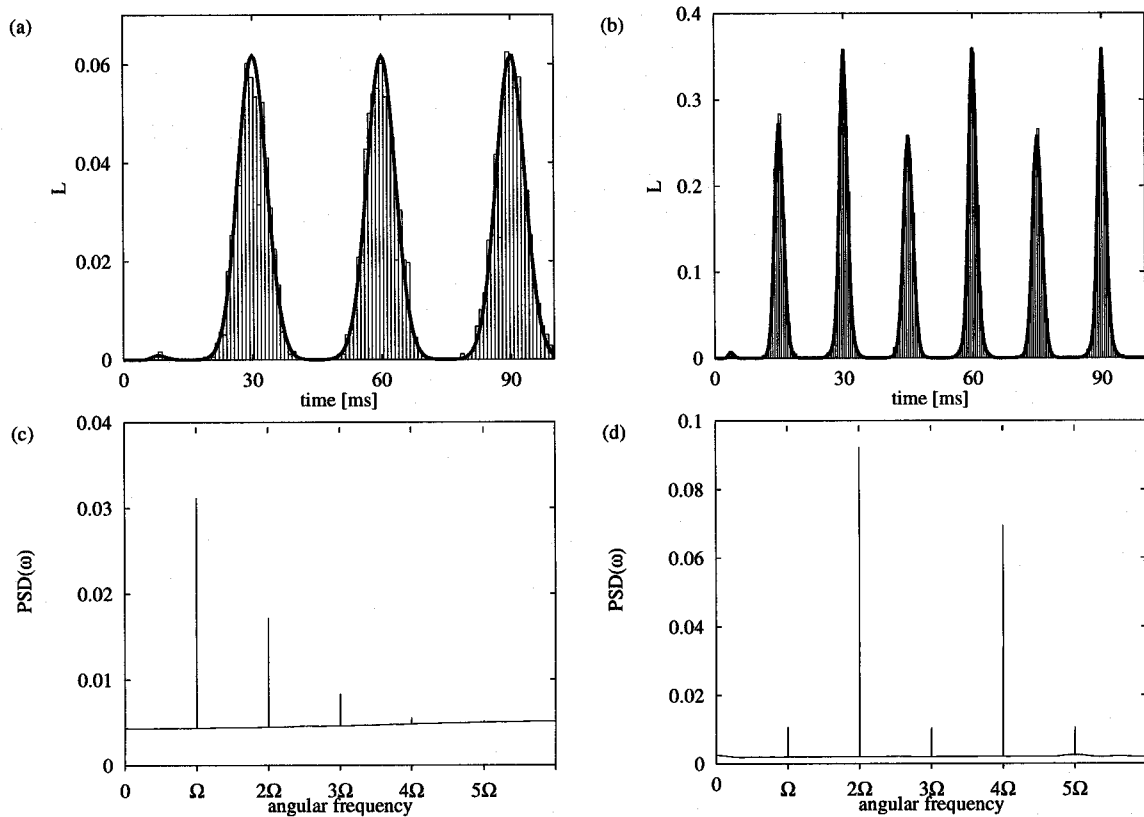 (a)
0.06
0.04
0.02
0
L
0
30
60
90
time [ms]
(b)
0.4
0.3
0.2
0.1
0
L
0
30
60
90
time [ms]
(c)
0.04
0.03
0.02
0.01
0
PSD(ω)
0
Ω
2Ω
3Ω
4Ω
5Ω
angular frequency
(d)
0.1
0.08
0.06
0.04
0.02
0
PSD(ω)
0
Ω
2Ω
3Ω
4Ω
5Ω
angular frequency